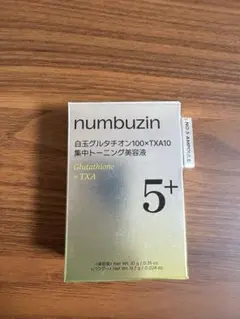 numbuzin
白玉グルタチオン100×TXA10
集中トーニング美容液
Glutathione
+ TXA
5+
NO.5 AMPOULE